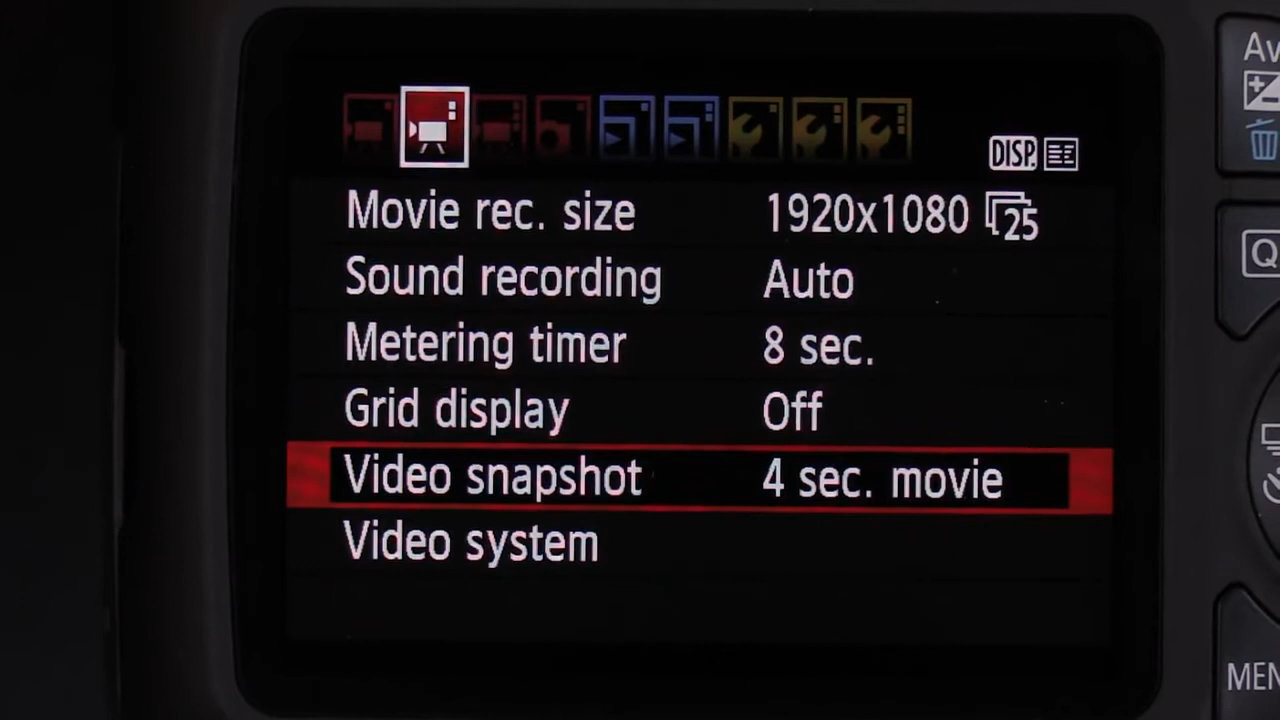 Av
DISP.
Movie rec. size 1920x1080 25
Sound recording Auto
Metering timer 8 sec.
Grid display Off
Q
Video snapshot 4 sec. movie
Video system
MEN